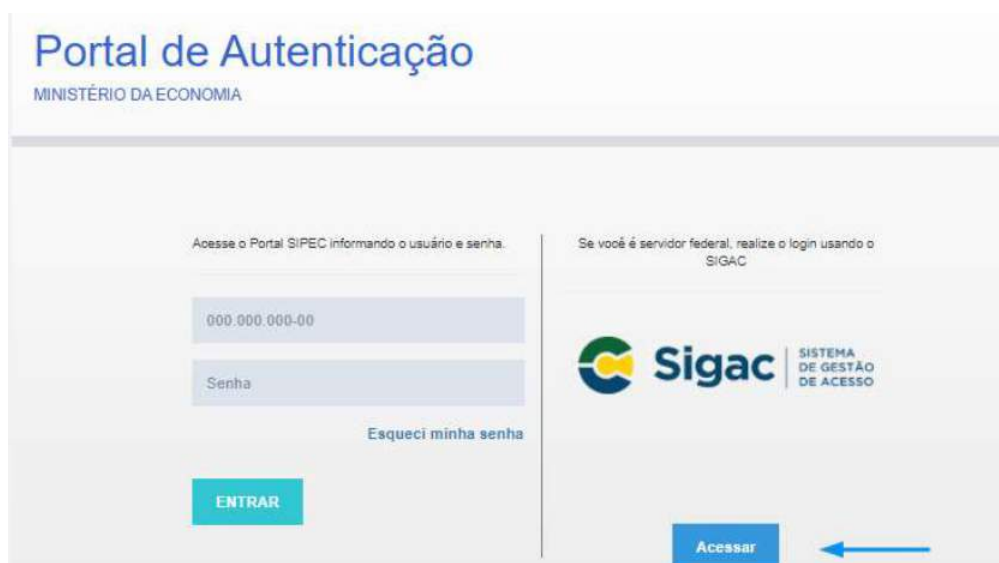 Portal de Autenticação
MINISTÉRIO DA ECONOMIA
Acesse o Portal SIPEC informando o usuário e senha.
000.000.000-00
Senha
Esqueci minha senha
ENTRAR
Se você é servidor federal, realize o login usando o
SIGAC
Sigac
SISTEMA
DE GESTÃO
DE ACESSO
Acessar